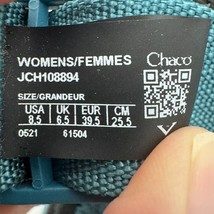 WOMENS/FEMMES
Chaco
JCH108894
SIZE/GRANDEUR
USA UK EUR CM
8.5 6.5 39.5 25.5
0521 61504